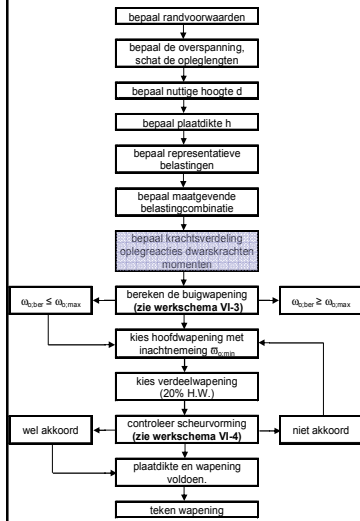 bepaal randvoorwaarden
bepaal de overspanning,
schat de opleglengten
bepaal nuttige hoogte d
bepaal plaatdikte h
bepaal representatieve
belastingen
bepaal maatgevende
belastingcombinatie
bepaal krachtsverdeling
oplegreacties dwarskrachten
momenten
ω₀;ber ≤ ω₀;max
bereken de buigwapening
(zie werkschema VI-3)
ω₀;ber ≥ ω₀;max
kies hoofdwapening met
inachtnemeing ϖ₀;min
kies verdeelwapening
(20% H.W.)
wel akkoord
controleer scheurvorming
(zie werkschema VI-4)
niet akkoord
plaatdikte en wapening
voldoen.
teken wapening